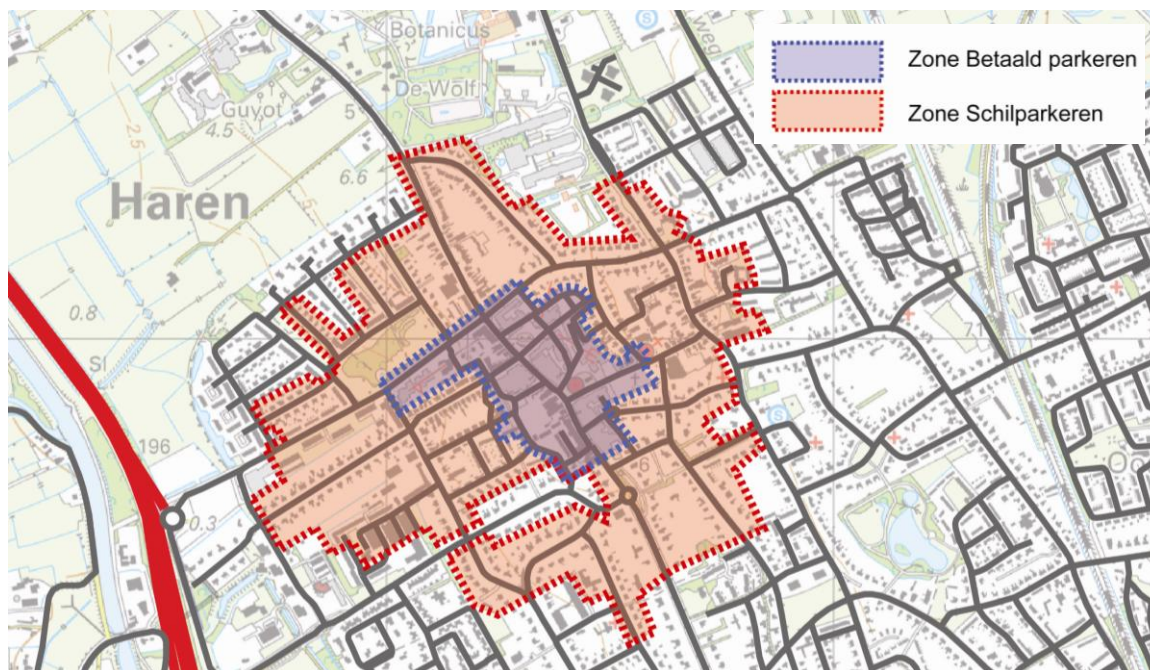 Botanicus
Zone Betaald parkeren
De Wolf
Guyot
5
Zone Schilparkeren
4.5
2.5
6.6
Haren
0.8
7
Sl
196
6
0.3